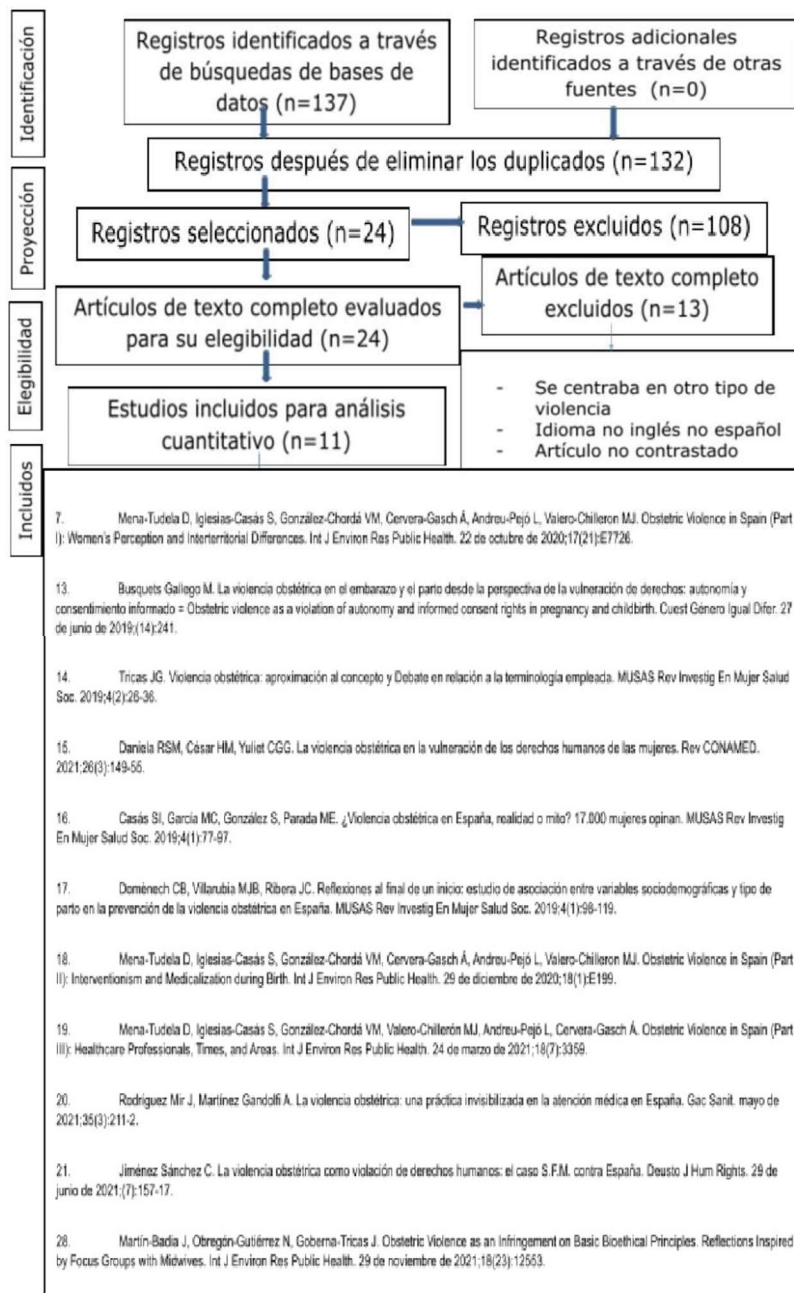 Identificación
Registros identificados a través
de búsquedas de bases de
datos (n=137)
Registros adicionales
identificados a través de otras
fuentes (n=0)
Registros después de eliminar los duplicados (n=132)
Proyección
Registros seleccionados (n=24)
Registros excluidos (n=108)
Elegibilidad
Artículos de texto completo evaluados
para su elegibilidad (n=24)
Artículos de texto completo
excluidos (n=13)
- Se centraba en otro tipo de
violencia
- Idioma no inglés no español
- Artículo no contrastado
Estudios incluidos para análisis
cuantitativo (n=11)
Incluidos
7. Mena-Tudela D, Iglesias-Casás S, González-Chordá VM, Cervera-Gasch Á, Andreu-Pejó L, Valero-Chilleron MJ. Obstetric Violence in Spain (Part
I): Women's Perception and Interterritorial Differences. Int J Environ Res Public Health. 22 de octubre de 2020;17(21):E7726.
13. Busquets Gallego M. La violencia obstétrica en el embarazo y el parto desde la perspectiva de la vulneración de derechos: autonomía y
consentimiento informado = Obstetric violence as a violation of autonomy and informed consent rights in pregnancy and childbirth. Cuest Género Igual Difer. 27
de junio de 2019;(14):241.
14. Tricas JG. Violencia obstétrica: aproximación al concepto y Debate en relación a la terminología empleada. MUSAS Rev Investig En Mujer Salud
Soc. 2019;4(2):26-36.
15. Daniela RSM, César HM, Yuliet CGG. La violencia obstétrica en la vulneración de los derechos humanos de las mujeres. Rev CONAMED.
2021;26(3):149-55.
16. Casás SI, García MC, González S, Parada ME. ¿Violencia obstétrica en España, realidad o mito? 17.000 mujeres opinan. MUSAS Rev Investig
En Mujer Salud Soc. 2019;4(1):77-97.
17. Domènech CB, Villarubia MJB, Ribera JC. Reflexiones al final de un inicio: estudio de asociación entre variables sociodemográficas y tipo de
parto en la prevención de la violencia obstétrica en España. MUSAS Rev Investig En Mujer Salud Soc. 2019;4(1):98-119.
18. Mena-Tudela D, Iglesias-Casás S, González-Chordá VM, Cervera-Gasch Á, Andreu-Pejó L, Valero-Chilleron MJ. Obstetric Violence in Spain (Part
II): Interventionism and Medicalization during Birth. Int J Environ Res Public Health. 29 de diciembre de 2020;18(1):E199.
19. Mena-Tudela D, Iglesias-Casás S, González-Chordá VM, Valero-Chillerón MJ, Andreu-Pejó L, Cervera-Gasch Á. Obstetric Violence in Spain (Part
III): Healthcare Professionals, Times, and Areas. Int J Environ Res Public Health. 24 de marzo de 2021;18(7):3359.
20. Rodríguez Mir J, Martínez Gandolfi A. La violencia obstétrica: una práctica invisibilizada en la atención médica en España. Gac Sanit. mayo de
2021;35(3):211-2.
21. Jiménez Sánchez C. La violencia obstétrica como violación de derechos humanos: el caso S.F.M. contra España. Deusto J Hum Rights. 29 de
junio de 2021;(7):157-17.
28. Martín-Badia J, Obregón-Gutiérrez N, Goberna-Tricas J. Obstetric Violence as an Infringement on Basic Bioethical Principles. Reflections Inspired
by Focus Groups with Midwives. Int J Environ Res Public Health. 29 de noviembre de 2021;18(23):12553.